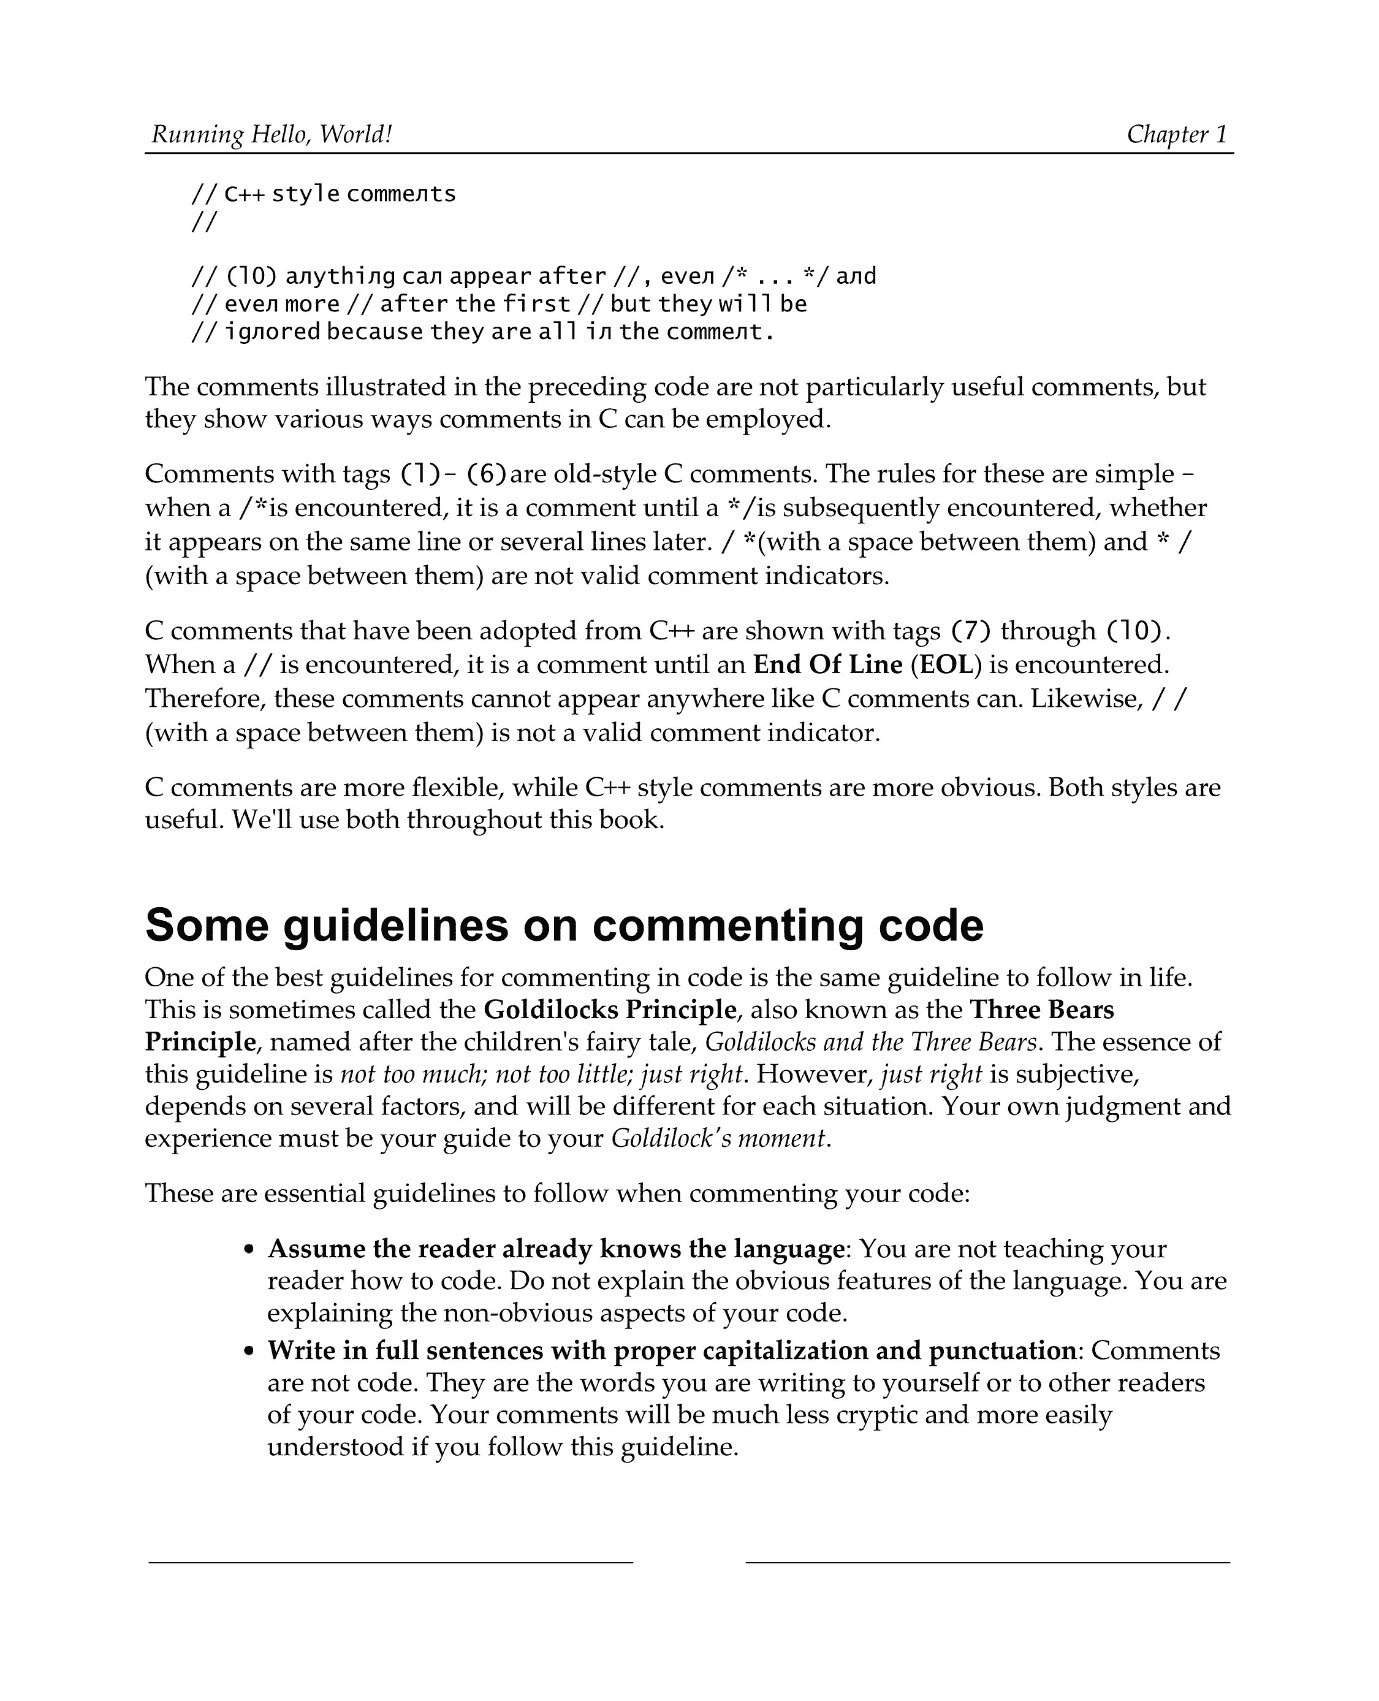 Running Hello, World! Chapter 1
// C++ style comments
//
// (10) anything can appear after //, even /* ... */ and
// even more // after the first // but they will be
// ignored because they are all in the comment.
The comments illustrated in the preceding code are not particularly useful comments, but
they show various ways comments in C can be employed.
Comments with tags (1)– (6)are old-style C comments. The rules for these are simple –
when a /*is encountered, it is a comment until a */is subsequently encountered, whether
it appears on the same line or several lines later. / *(with a space between them) and * /
(with a space between them) are not valid comment indicators.
C comments that have been adopted from C++ are shown with tags (7) through (10).
When a // is encountered, it is a comment until an End Of Line (EOL) is encountered.
Therefore, these comments cannot appear anywhere like C comments can. Likewise, / /
(with a space between them) is not a valid comment indicator.
C comments are more flexible, while C++ style comments are more obvious. Both styles are
useful. We'll use both throughout this book.
Some guidelines on commenting code
One of the best guidelines for commenting in code is the same guideline to follow in life.
This is sometimes called the Goldilocks Principle, also known as the Three Bears
Principle, named after the children's fairy tale, Goldilocks and the Three Bears. The essence of
this guideline is not too much; not too little; just right. However, just right is subjective,
depends on several factors, and will be different for each situation. Your own judgment and
experience must be your guide to your Goldilock's moment.
These are essential guidelines to follow when commenting your code:
• Assume the reader already knows the language: You are not teaching your
reader how to code. Do not explain the obvious features of the language. You are
explaining the non-obvious aspects of your code.
• Write in full sentences with proper capitalization and punctuation: Comments
are not code. They are the words you are writing to yourself or to other readers
of your code. Your comments will be much less cryptic and more easily
understood if you follow this guideline.